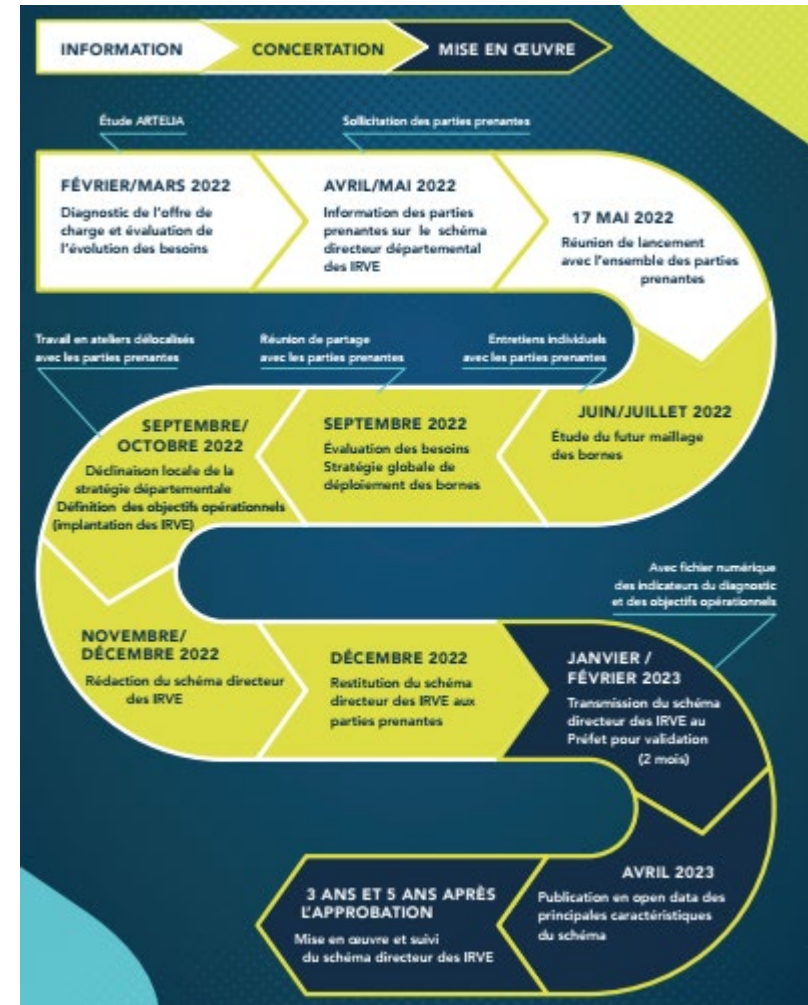 INFORMATION
CONCERTATION
MISE EN ŒUVRE
Étude ARTELIA
Sollicitation des parties prenantes
FÉVRIER/MARS 2022
Diagnostic de l'offre de
charge et évaluation de
l'évolution des besoins
AVRIL/MAI 2022
Information des parties
prenantes sur le schéma
directeur départemental
des IRVE
17 MAI 2022
Réunion de lancement
avec l'ensemble des parties
prenantes
Entretiens individuels
avec les parties prenantes
JUIN/JUILLET 2022
Étude du futur maillage
des bornes
Réunion de partage
avec les parties prenantes
SEPTEMBRE 2022
Évaluation des besoins
Stratégie globale de
déploiement des bornes
Travail en ateliers délocalisés
avec les parties prenantes
SEPTEMBRE/
OCTOBRE 2022
Déclinaison locale de la
stratégie départementale
Définition des objectifs opérationnels
(implantation des IRVE)
NOVEMBRE/
DÉCEMBRE 2022
Rédaction du schéma directeur
des IRVE
DÉCEMBRE 2022
Restitution du schéma
directeur des IRVE aux
parties prenantes
Avec fichier numérique
des indicateurs du diagnostic
et des objectifs opérationnels
JANVIER /
FÉVRIER 2023
Transmission du schéma
directeur des IRVE au
Préfet pour validation
(2 mois)
AVRIL 2023
Publication en open data des
principales caractéristiques
du schéma
3 ANS ET 5 ANS APRÈS
L'APPROBATION
Mise en œuvre et suivi
du schéma directeur des IRVE